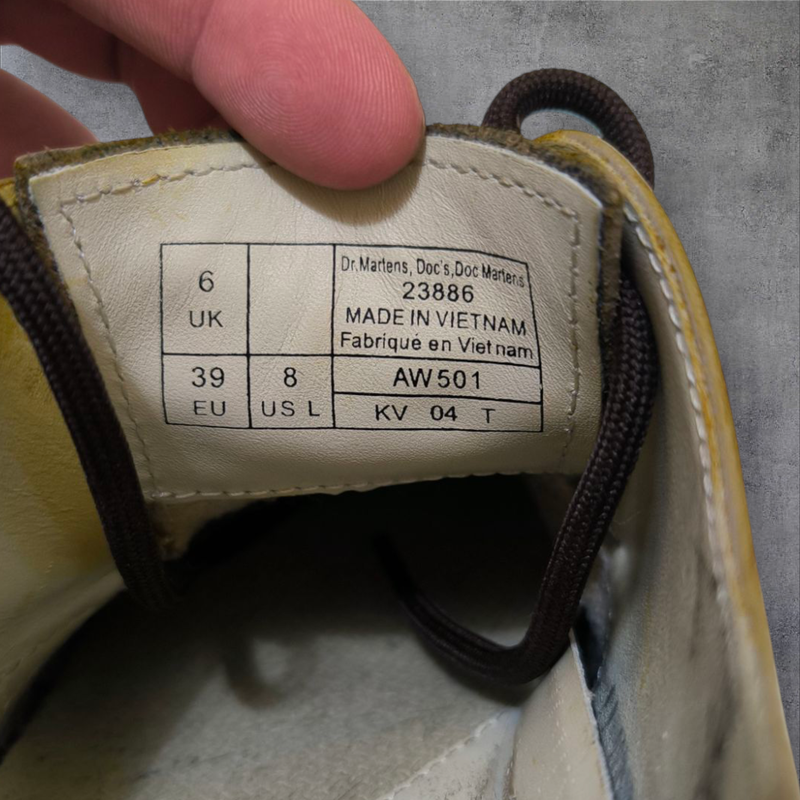 6
UK
Dr.Martens, Doc's,Doc Martens
23886
MADE IN VIETNAM
Fabriqué en Vietnam
39
EU
8
US L
AW501
KV 04 T